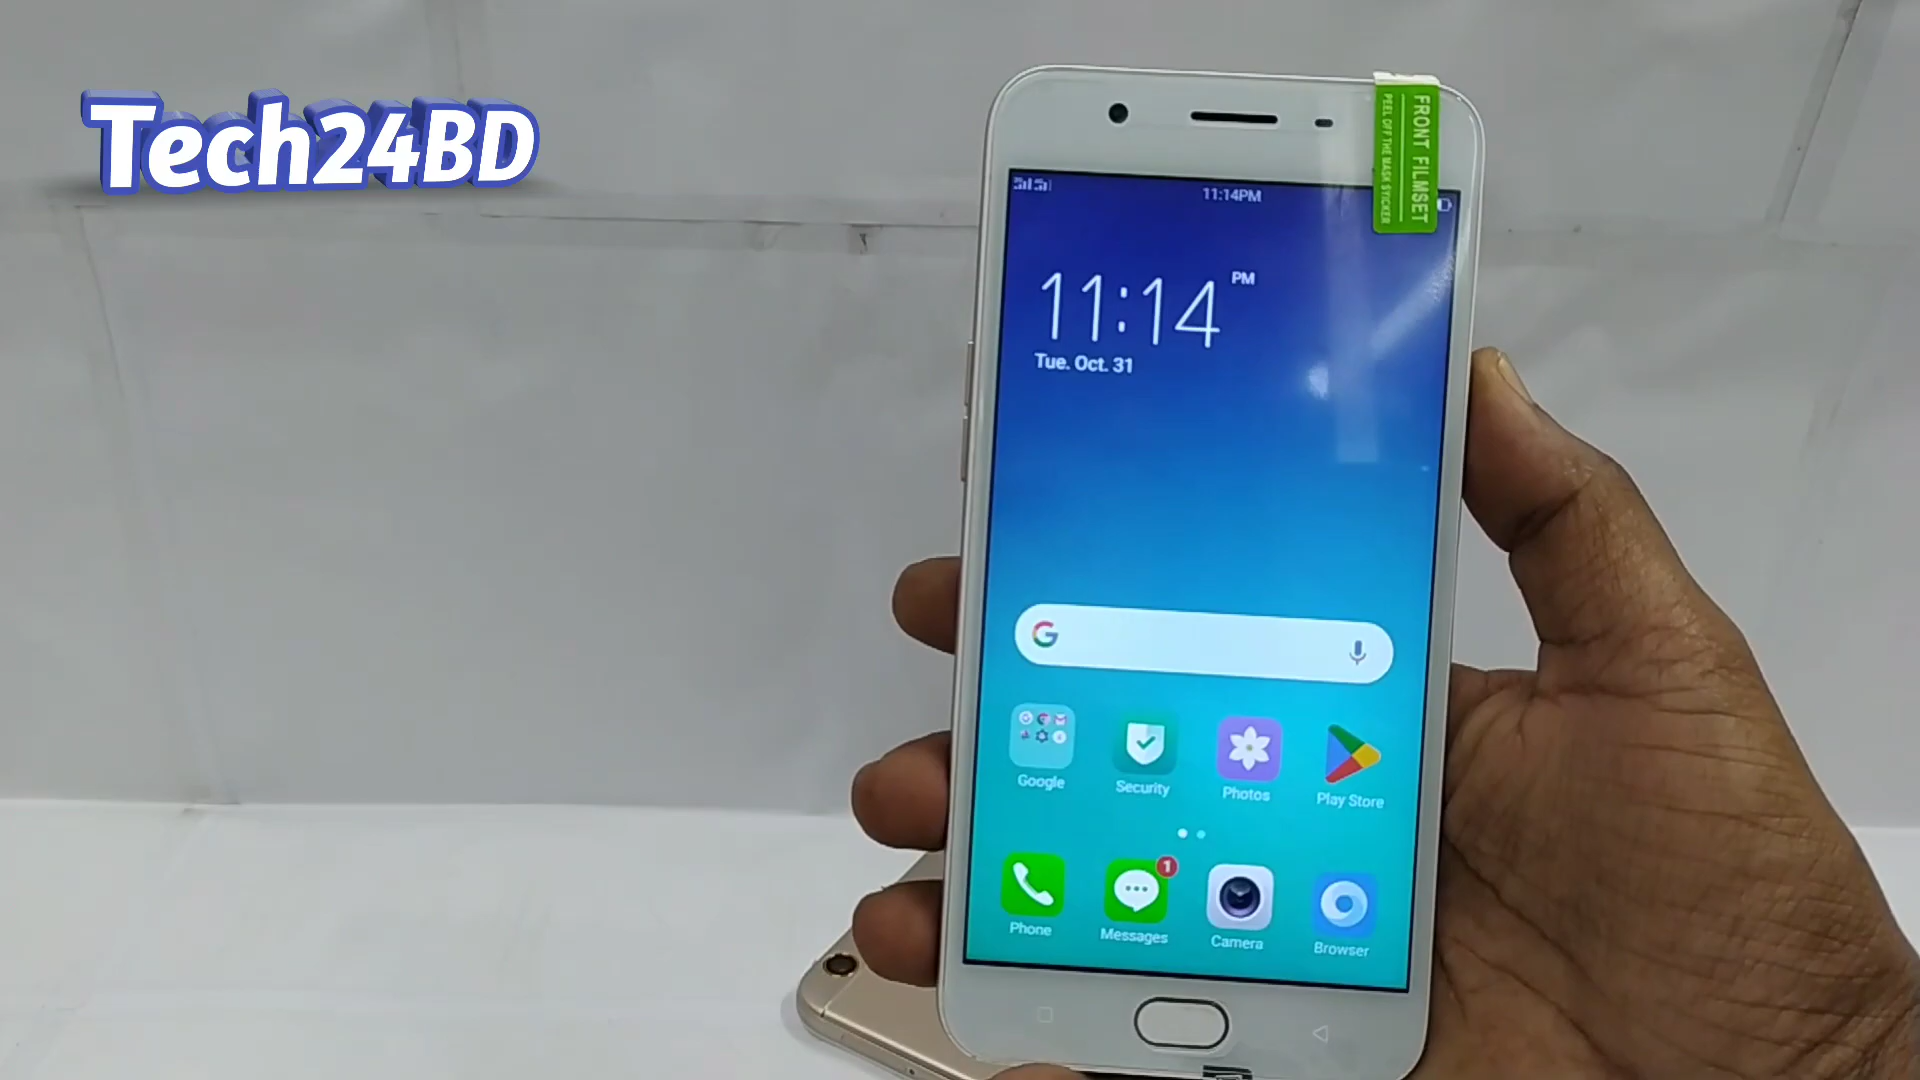 Tech24BD
FRONT FILMSET
PEEL OFF THE MASK STICKER
11:14PM
11:14 PM
Tue. Oct. 31
Google
Security
Photos
Play Store
1
Phone
Messages
Camera
Browser